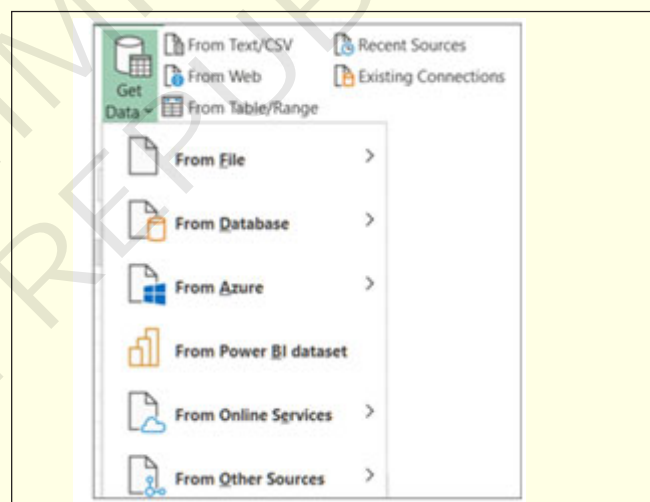 From Text/CSV
Recent Sources
From Web
Existing Connections
Get
Data
From Table/Range
From File
From Database
From Azure
From Power BI dataset
From Online Services
From Other Sources